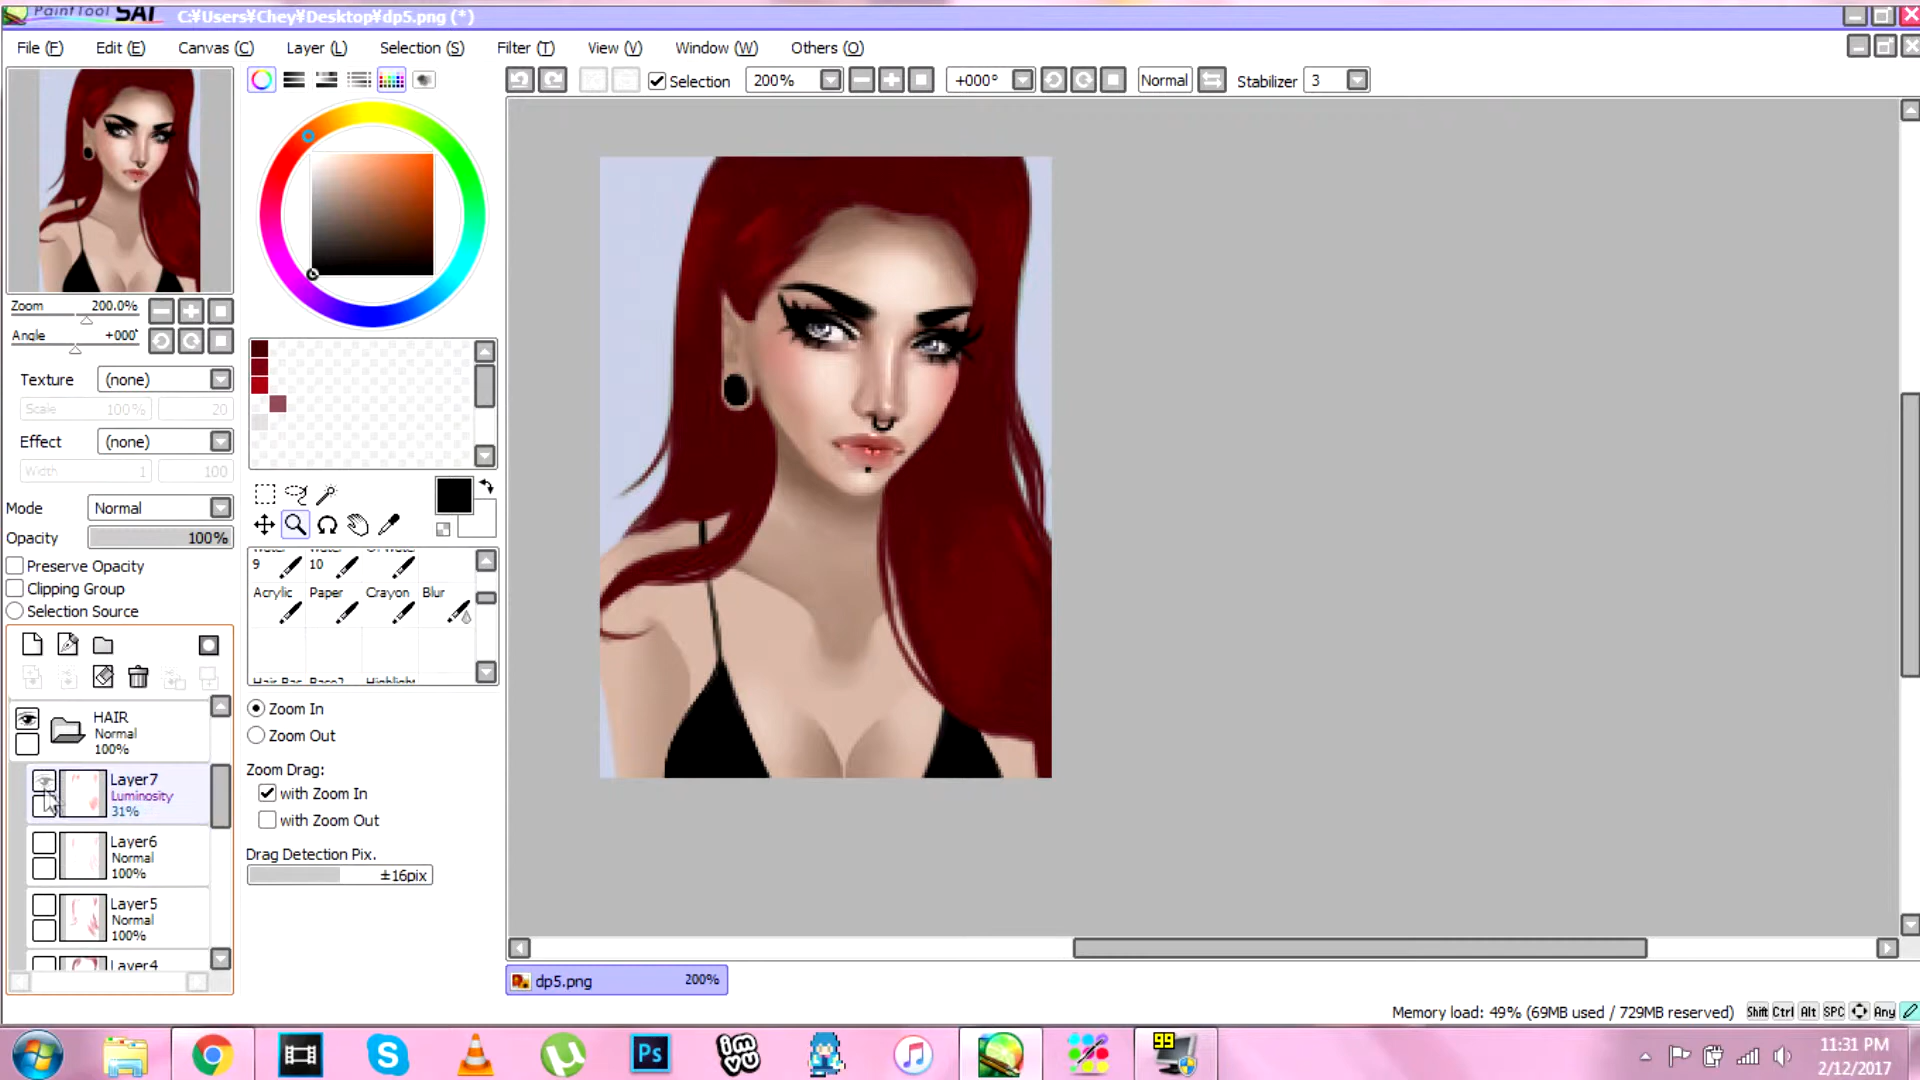 PaintTool SAI C:¥Users¥Chey¥Desktop¥dp5.png (*)
File (F) Edit (E) Canvas (C) Layer (L) Selection (S) Filter (T) View (V) Window (W) Others (O)
Selection 200% +000° Normal Stabilizer 3
Zoom 200.0%
Angle +000°
Texture (none)
Scale 100% 20
Effect (none)
Width 1 100
Mode Normal
Opacity 100%
Preserve Opacity
Clipping Group
Selection Source
HAIR
Normal
100%
Layer7
Luminosity
31%
Layer6
Normal
100%
Layer5
Normal
100%
Layer4
9 10
Acrylic Paper Crayon Blur
Zoom In
Zoom Out
Zoom Drag:
with Zoom In
with Zoom Out
Drag Detection Pix.
±16pix
dp5.png 200%
Memory load: 49% (69MB used / 729MB reserved) Shift Ctrl Alt SPC Any
Ps
imvu
99
11:31 PM
2/12/2017